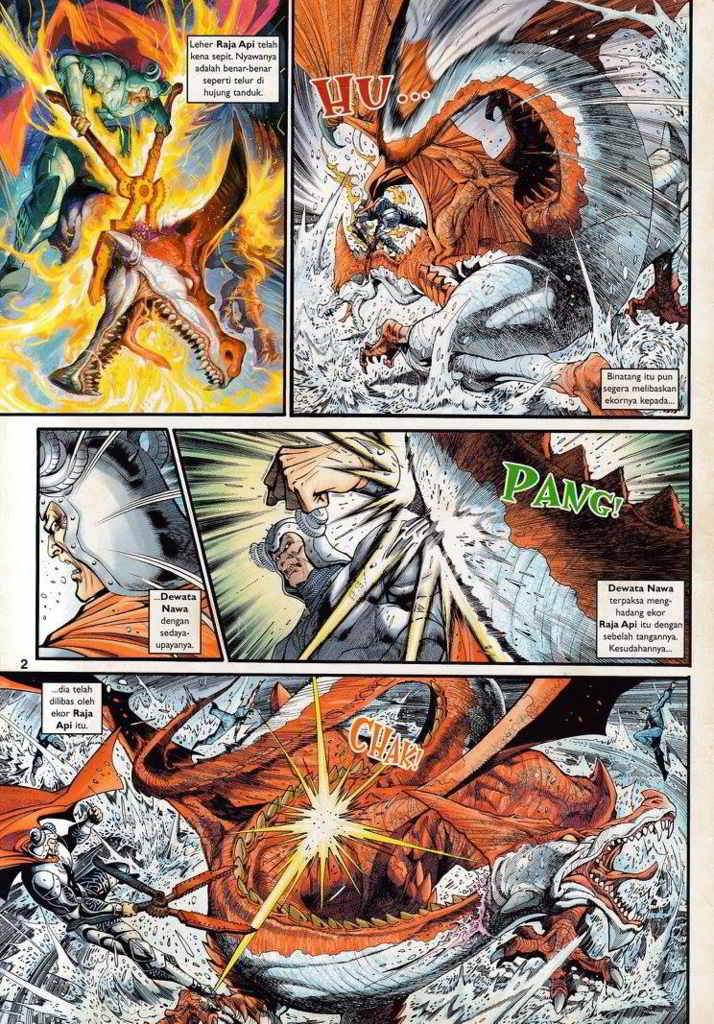 Leher Raja Api telah
kena sepit. Nyawanya
adalah benar-benar
seperti telur di
hujung tanduk.
HU...
Binatang itu pun
segera melibaskan
ekornya kepada...
...Dewata
Nawa
dengan
sedaya-
upayanya.
PANG!
Dewata Nawa
terpaksa meng-
hadang ekor
Raja Api itu dengan
sebelah tangannya.
Kesudahannya...
2
...dia telah
dilibas oleh
ekor Raja
Api itu.
CHAK!